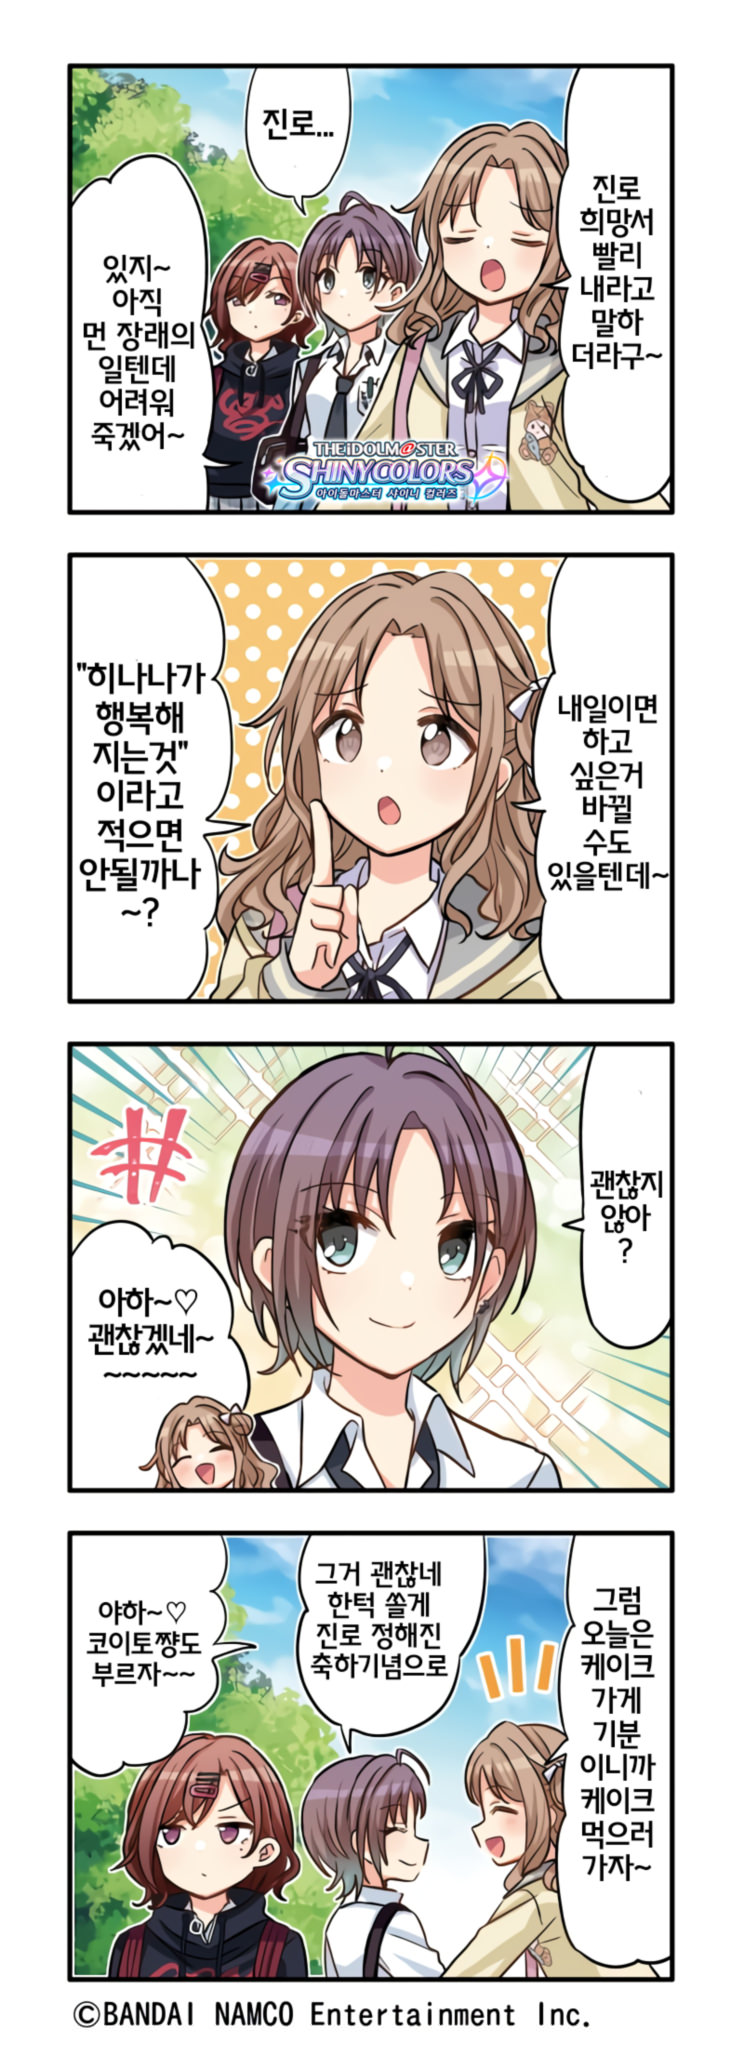 진로
희망서
빨리
내라고
말하
더라구~
진로...
있지~
아직
먼 장래의
일텐데
어려워
죽겠어~
THE iDOLM@STER
SHINYCOLORS
아이돌마스터 샤이니 컬러즈
내일이면
하고
싶은거
바뀔
수도
있을텐데~
"히나나가
행복해
지는것"
이라고
적으면
안될까나
~?
괜찮지
않아
?
아하~♡
괜찮겠네~
~~~~~
그럼
오늘은
케이크
가게
기분
이니까
케이크
먹으러
가자~
그거 괜찮네
한턱 쏠게
진로 정해진
축하기념으로
야하~♡
코이토쨩도
부르자~~
©BANDAI NAMCO Entertainment Inc.